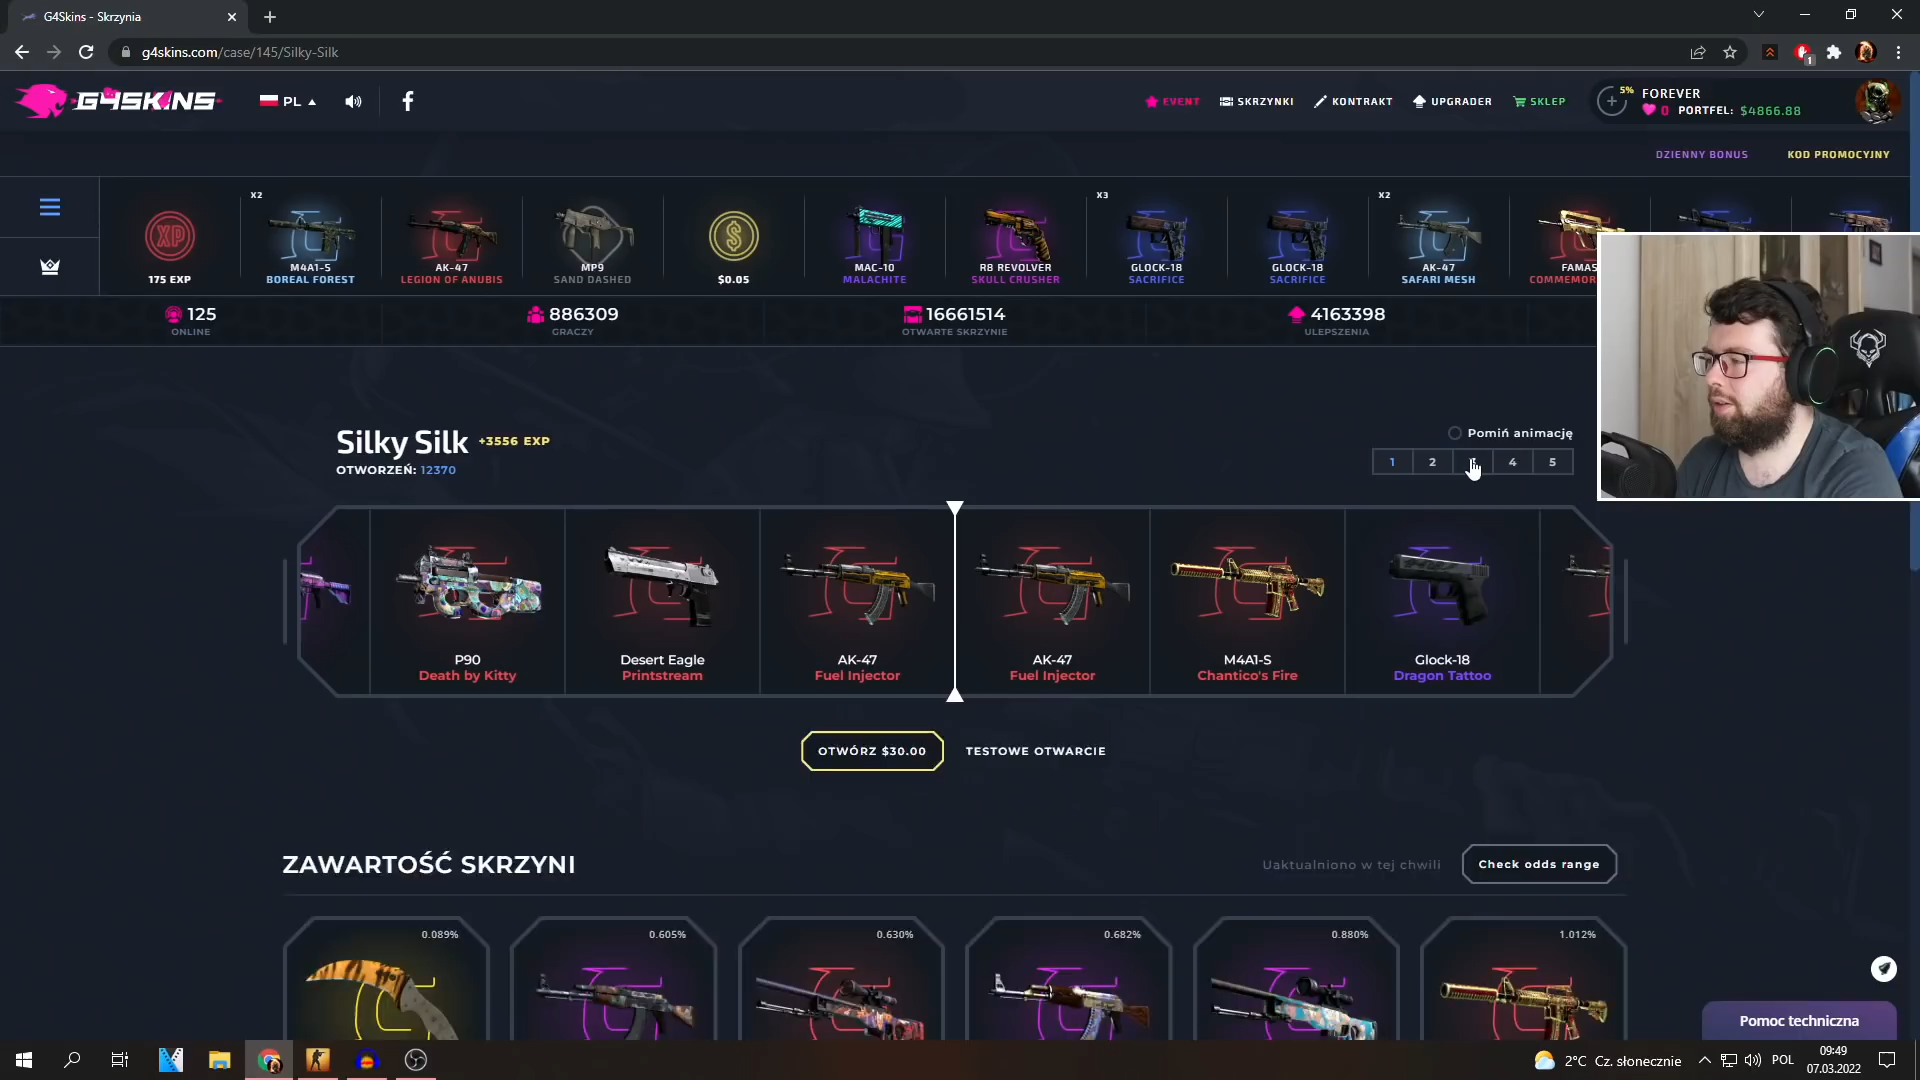 G4Skins - Skrzynia
g4skins.com/case/145/Silky-Silk
1
G4SKINS
PL
EVENT
SKRZYNKI
KONTRAKT
UPGRADER
SKLEP
5%
FOREVER
0 PORTFEL: $4866.88
DZIENNY BONUS
KOD PROMOCYJNY
XP
175 EXP
X2
M4A1-S
BOREAL FOREST
AK-47
LEGION OF ANUBIS
MP9
SAND DASHED
$
$0.05
MAC-10
MALACHITE
R8 REVOLVER
SKULL CRUSHER
X3
GLOCK-18
SACRIFICE
GLOCK-18
SACRIFICE
X2
AK-47
SAFARI MESH
FAMAS
COMMEMOR
125
ONLINE
886309
GRACZY
16661514
OTWARTE SKRZYNIE
4163398
ULEPSZENIA
Silky Silk +3556 EXP
OTWORZEŃ: 12370
Pomiń animację
1 2 4 5
P90
Death by Kitty
Desert Eagle
Printstream
AK-47
Fuel Injector
AK-47
Fuel Injector
M4A1-S
Chantico's Fire
Glock-18
Dragon Tattoo
OTWÓRZ $30.00
TESTOWE OTWARCIE
ZAWARTOŚĆ SKRZYNI
Uaktualniono w tej chwili
Check odds range
0.089%
0.605%
0.630%
0.682%
0.880%
1.012%
Pomoc techniczna
2°C Cz. słonecznie
POL
09:49
07.03.2022